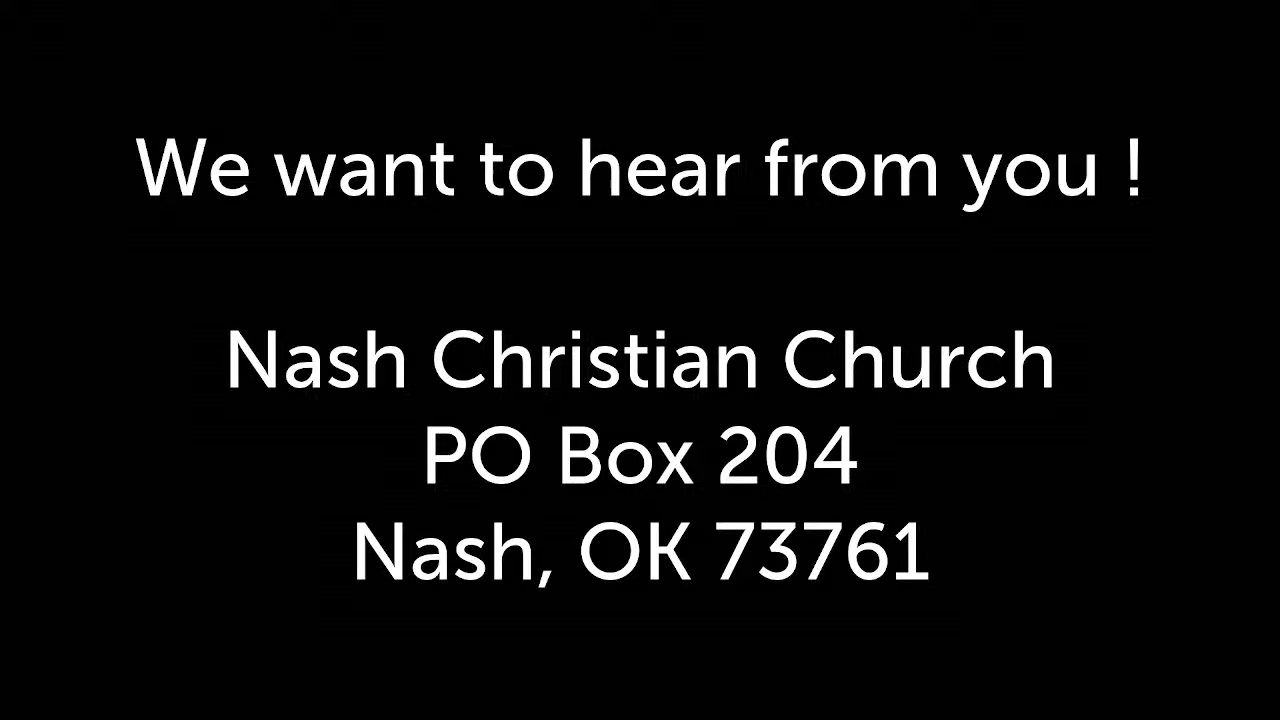 We want to hear from you !
Nash Christian Church
PO Box 204
Nash, OK 73761